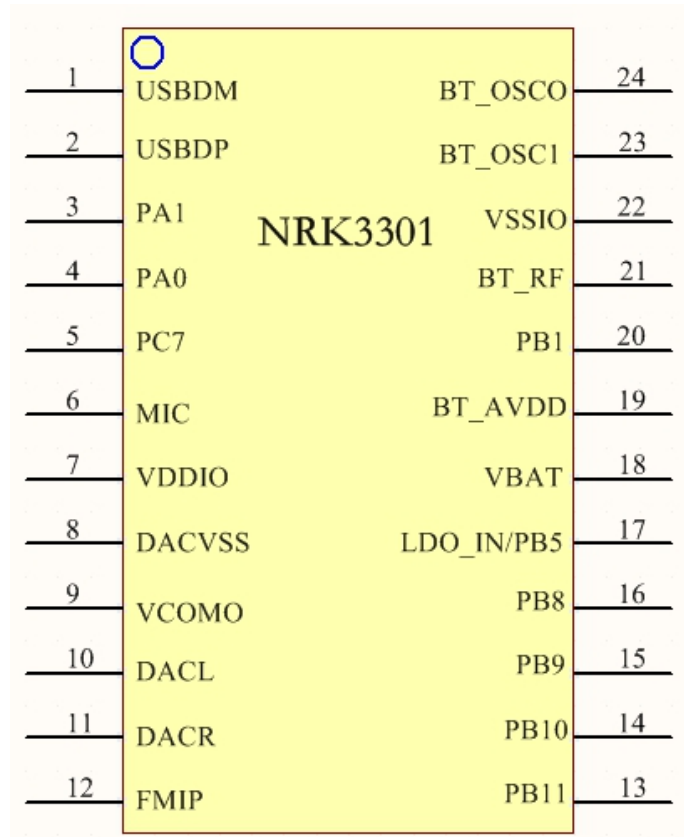 1 USBDM BT_OSCO 24
2 USBDP BT_OSC1 23
3 PA1 VSSIO 22
NRK3301
4 PA0 BT_RF 21
5 PC7 PB1 20
6 MIC BT_AVDD 19
7 VDDIO VBAT 18
8 DACVSS LDO_IN/PB5 17
9 VCOMO PB8 16
10 DACL PB9 15
11 DACR PB10 14
12 FMIP PB11 13